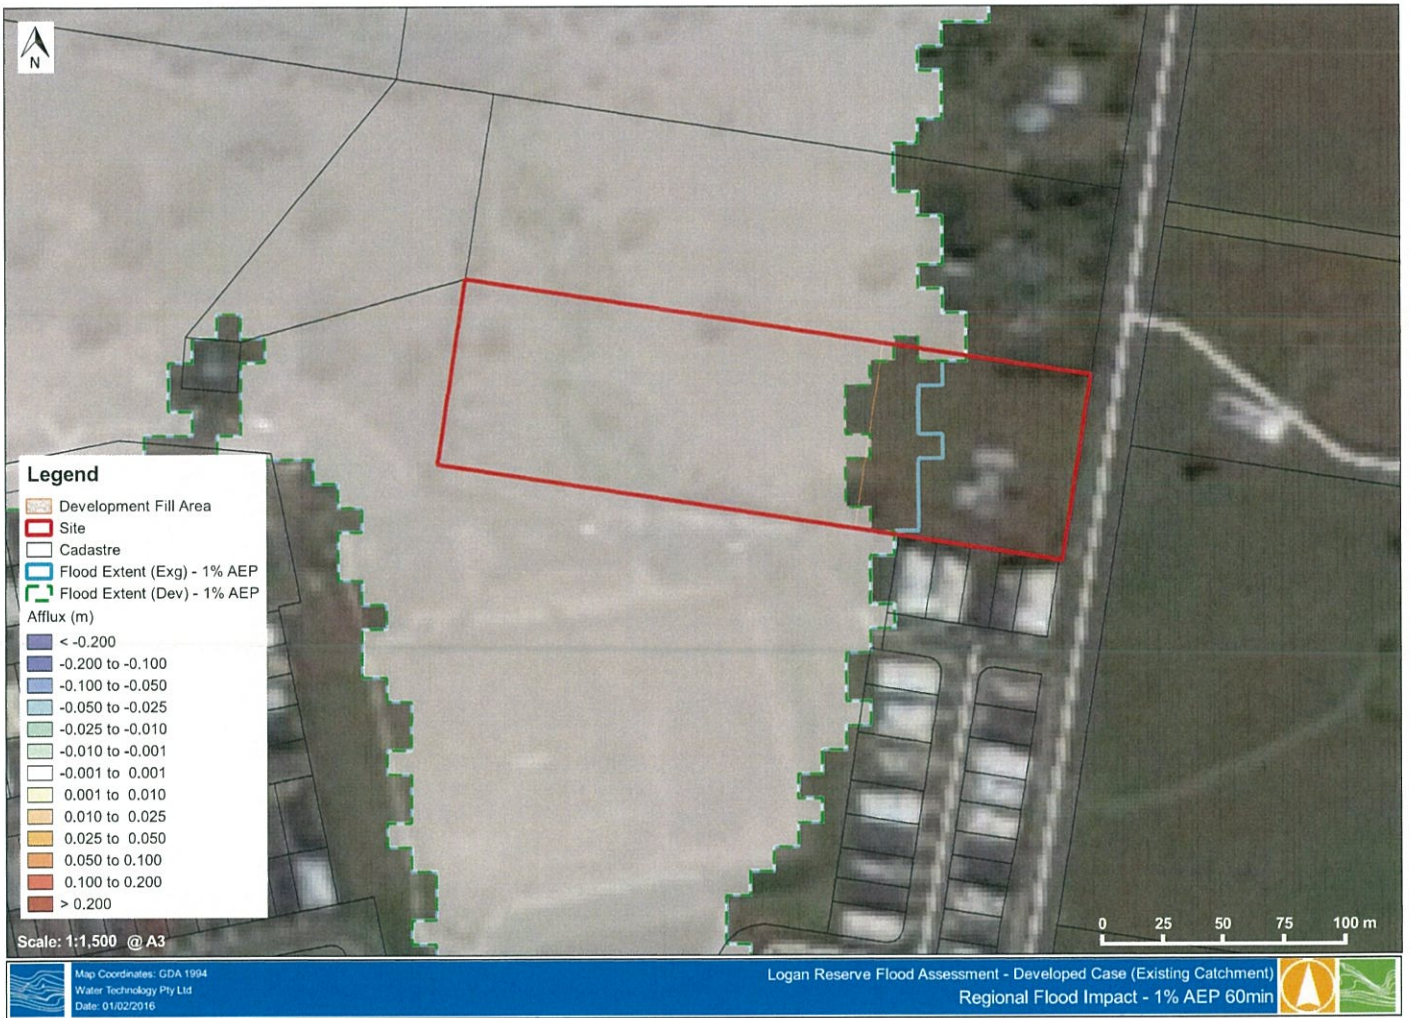 N
Legend
Development Fill Area
Site
Cadastre
Flood Extent (Exg) - 1% AEP
Flood Extent (Dev) - 1% AEP
Afflux (m)
< -0.200
-0.200 to -0.100
-0.100 to -0.050
-0.050 to -0.025
-0.025 to -0.010
-0.010 to -0.001
-0.001 to 0.001
0.001 to 0.010
0.010 to 0.025
0.025 to 0.050
0.050 to 0.100
0.100 to 0.200
> 0.200
Scale: 1:1,500 @ A3
0 25 50 75 100 m
Map Coordinates: GDA 1994
Water Technology Pty Ltd
Date: 01/02/2016
Logan Reserve Flood Assessment - Developed Case (Existing Catchment)
Regional Flood Impact - 1% AEP 60min